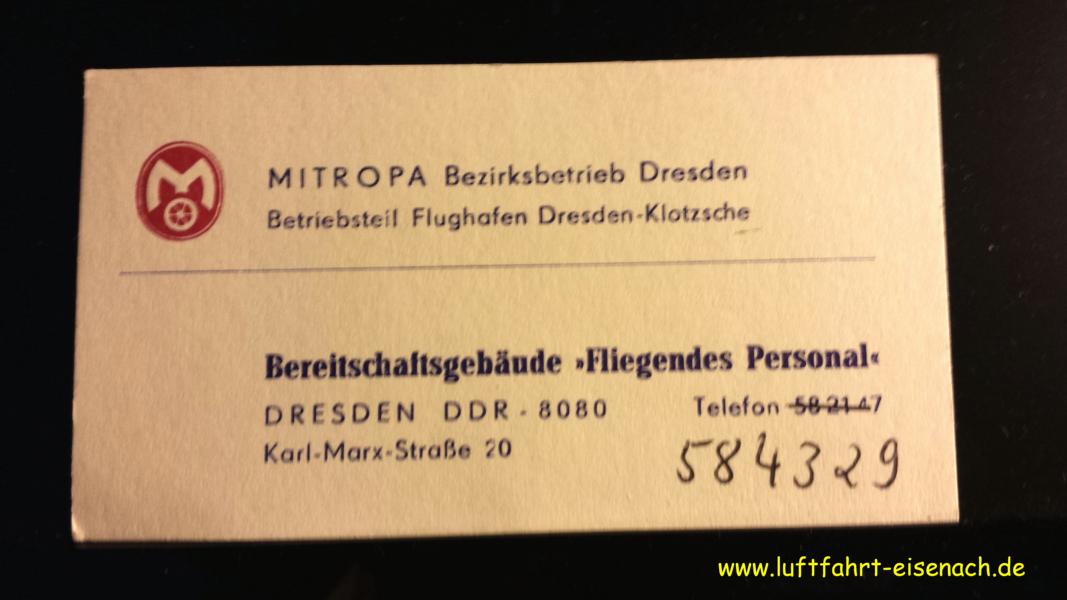 M
MITROPA Bezirksbetrieb Dresden
Betriebsteil Flughafen Dresden-Klotzsche
Bereitschaftsgebäude »Fliegendes Personal«
DRESDEN DDR - 8080 Telefon 58 21 47
Karl-Marx-Straße 20
584329
www.luftfahrt-eisenach.de